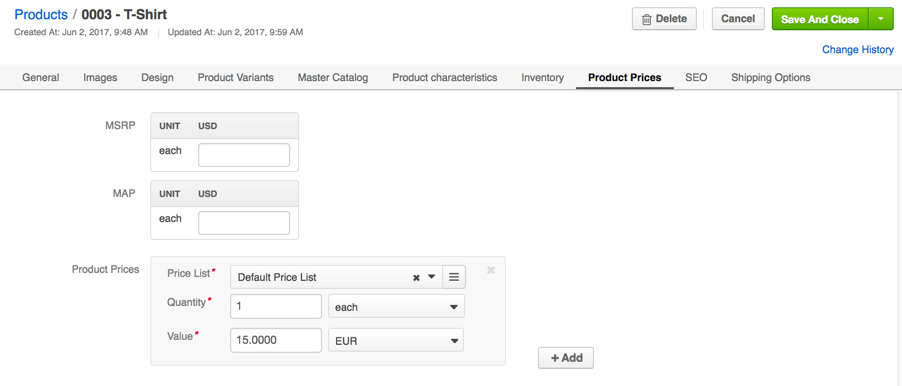 Products / 0003 - T-Shirt
Delete Cancel Save And Close
Created At: Jun 2, 2017, 9:48 AM Updated At: Jun 2, 2017, 9:59 AM
Change History
General Images Design Product Variants Master Catalog Product characteristics Inventory Product Prices SEO Shipping Options
MSRP UNIT USD
each
MAP UNIT USD
each
Product Prices Price List* Default Price List
Quantity* 1 each
Value* 15.0000 EUR
+ Add